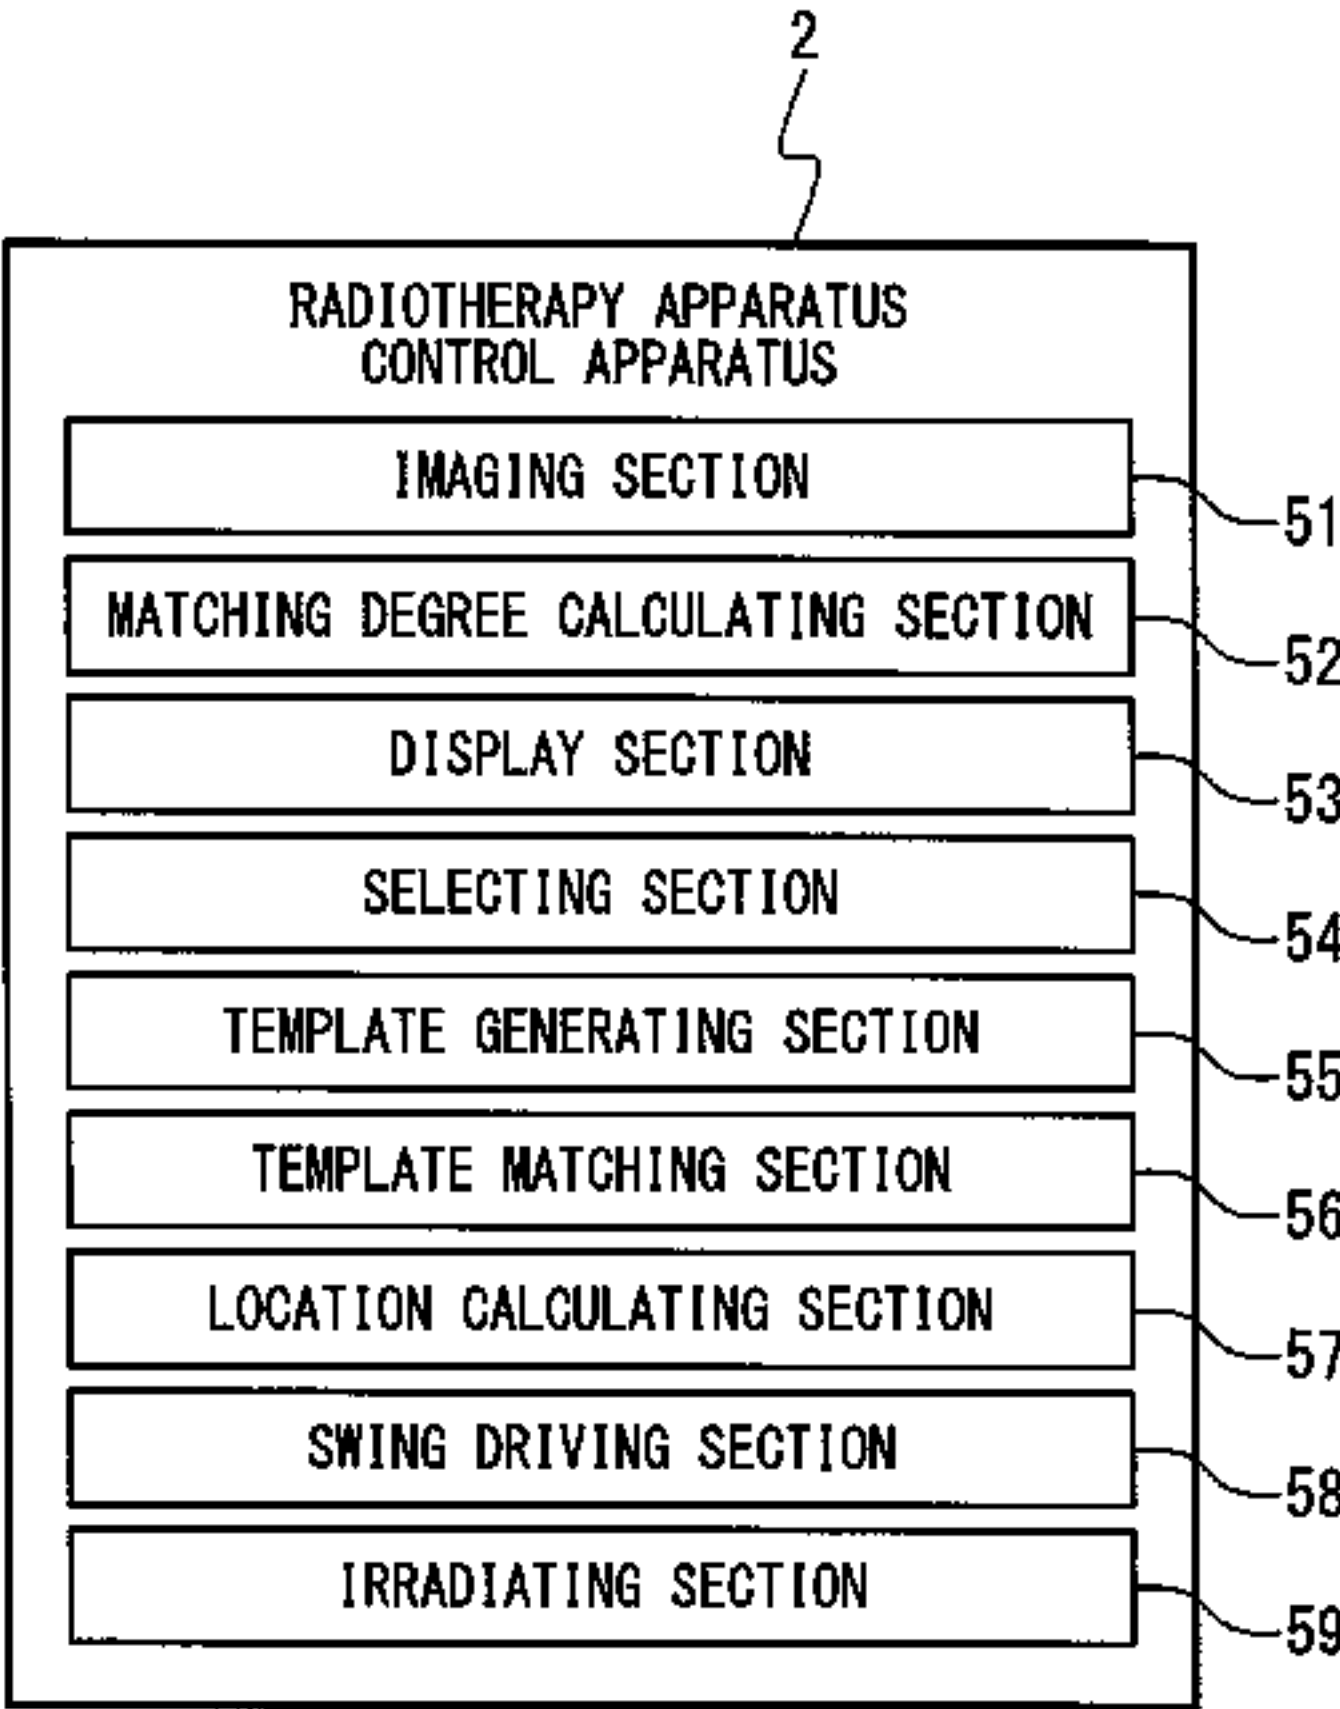 2
RADIOTHERAPY APPARATUS
CONTROL APPARATUS
IMAGING SECTION
51
MATCHING DEGREE CALCULATING SECTION
52
DISPLAY SECTION
53
SELECTING SECTION
54
TEMPLATE GENERATING SECTION
55
TEMPLATE MATCHING SECTION
56
LOCATION CALCULATING SECTION
57
SWING DRIVING SECTION
58
IRRADIATING SECTION
59